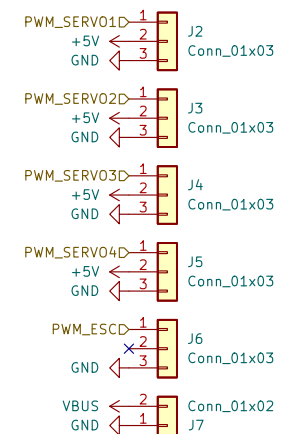 PWM_SERVO1 1 J2
+5V 2 Conn_01x03
GND 3
PWM_SERVO2 1 J3
+5V 2 Conn_01x03
GND 3
PWM_SERVO3 1 J4
+5V 2 Conn_01x03
GND 3
PWM_SERVO4 1 J5
+5V 2 Conn_01x03
GND 3
PWM_ESC 1 J6
2 Conn_01x03
GND 3
VBUS 2 Conn_01x02
GND 1 J7